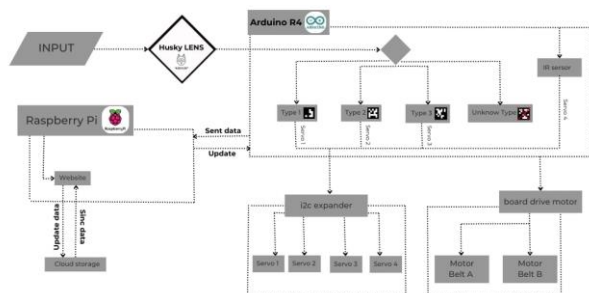 INPUT
Husky LENS
Arduino R4
IR sensor
Type 1
Type 2
Type 3
Unknow Type
Servo 1
Servo 2
Servo 3
Servo 4
Raspberry Pi
Sent data
Update
Website
Update data
Sinc data
Cloud storage
i2c expander
Servo 1
Servo 2
Servo 3
Servo 4
board drive motor
Motor
Belt A
Motor
Belt B